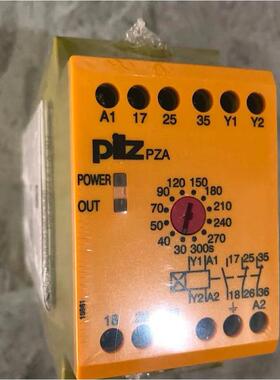 A1 17 25 35 Y1 Y2
pilz PZA
POWER
OUT
120 150
90 180
70 210
50 240
40 270
30 300s
Y1 A1 17 25 35
Y2 A2 18 26 36
18 A2